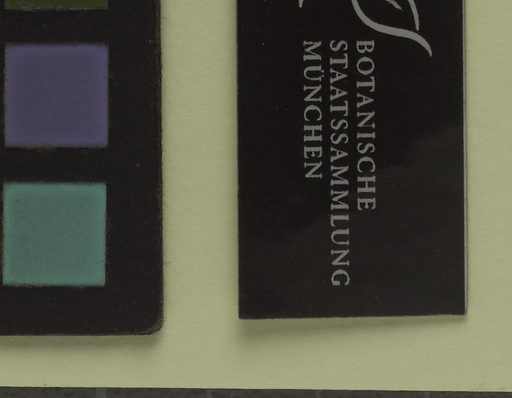 BOTANISCHE
STAATSSAMMLUNG
MÜNCHEN